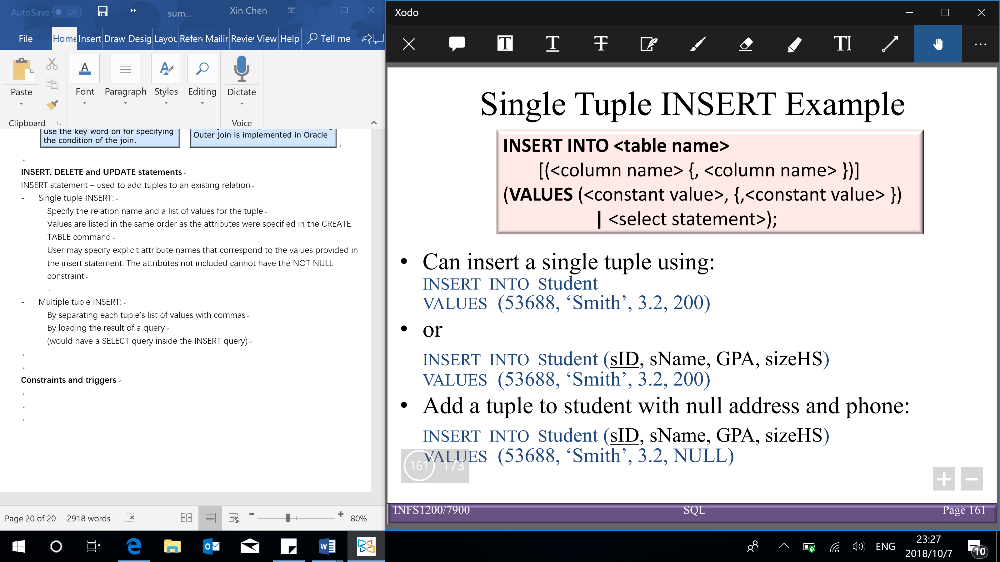 AutoSave Off sum... Xin Chen
File Home Insert Draw Desig Layou Refere Mailin Review View Help Tell me
Paste Font Paragraph Styles Editing Dictate
Clipboard Voice
use the key word on for specifying
the condition of the join.
Outer join is implemented in Oracle
INSERT, DELETE and UPDATE statements
INSERT statement – used to add tuples to an existing relation
- Single tuple INSERT:
Specify the relation name and a list of values for the tuple
Values are listed in the same order as the attributes were specified in the CREATE
TABLE command
User may specify explicit attribute names that correspond to the values provided in
the insert statement. The attributes not included cannot have the NOT NULL
constraint
- Multiple tuple INSERT:
By separating each tuple's list of values with commas
By loading the result of a query
(would have a SELECT query inside the INSERT query)
Constraints and triggers
Page 20 of 20 2918 words 80%
Xodo
Single Tuple INSERT Example
INSERT INTO <table name>
[(<column name> {, <column name> })]
(VALUES (<constant value>, {,<constant value> })
| <select statement>);
• Can insert a single tuple using:
INSERT INTO Student
VALUES (53688, ‘Smith’, 3.2, 200)
• or
INSERT INTO Student (sID, sName, GPA, sizeHS)
VALUES (53688, ‘Smith’, 3.2, 200)
• Add a tuple to student with null address and phone:
INSERT INTO Student (sID, sName, GPA, sizeHS)
VALUES (53688, ‘Smith’, 3.2, NULL)
161 173
INFS1200/7900 SQL Page 161
ENG
23:27
2018/10/7
10